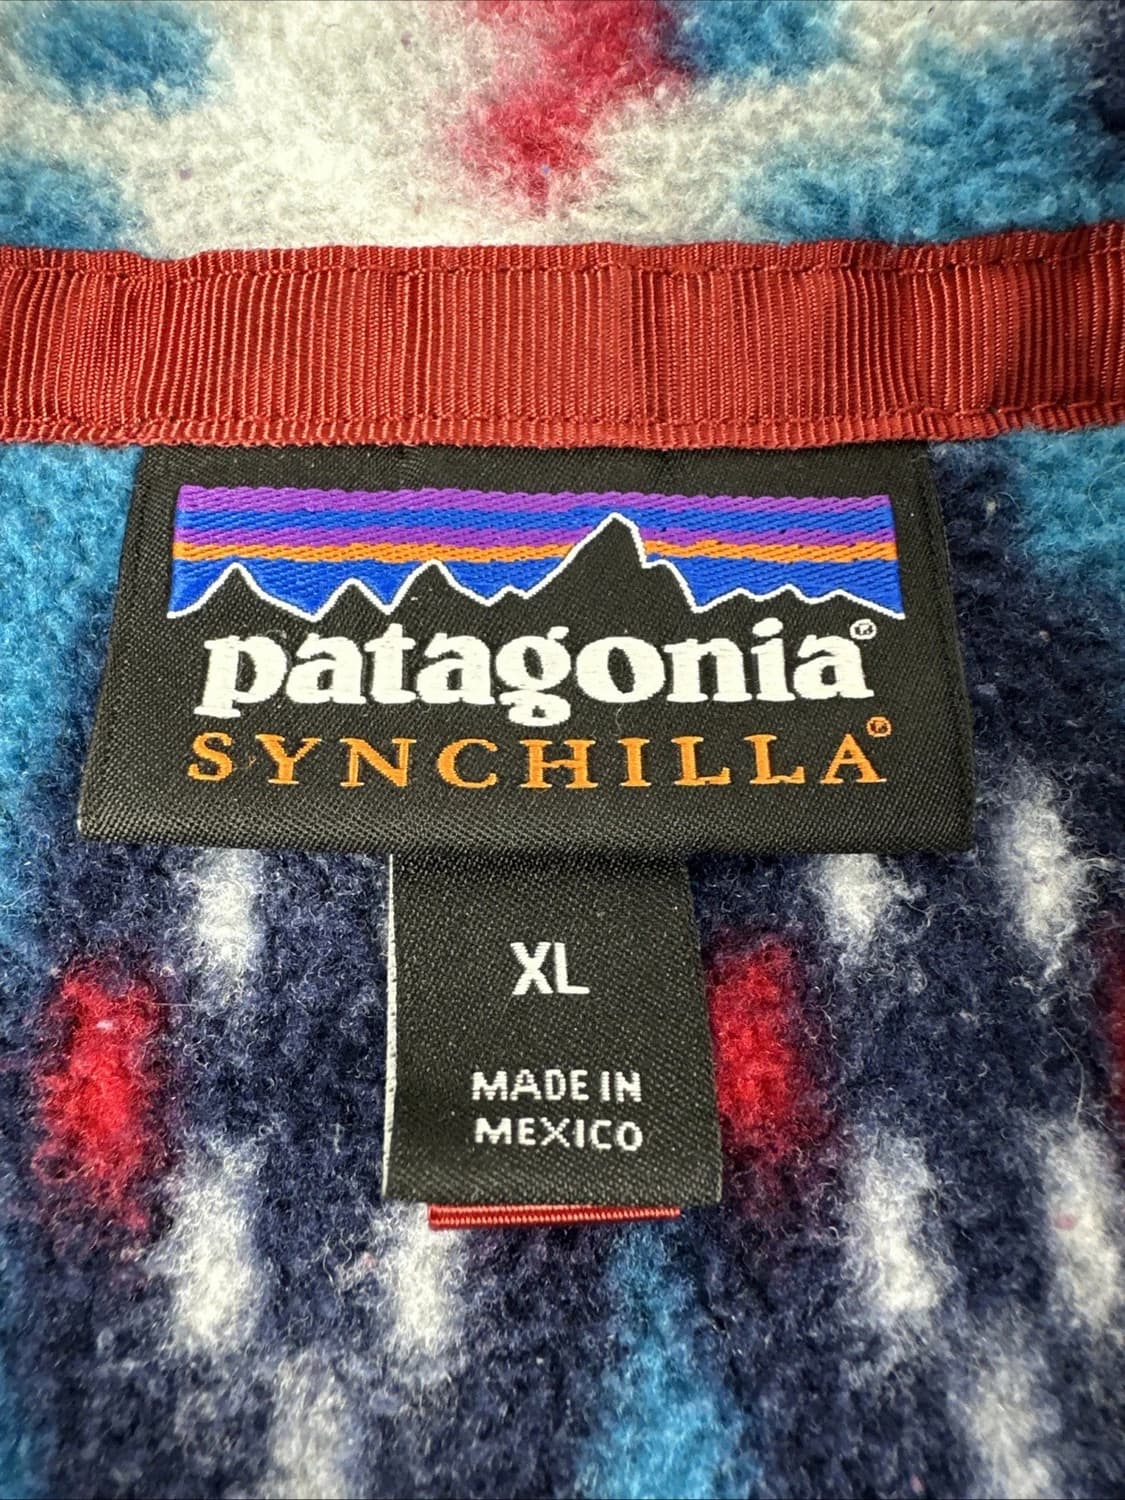 patagonia®
SYNCHILLA®
XL
MADE IN
MEXICO